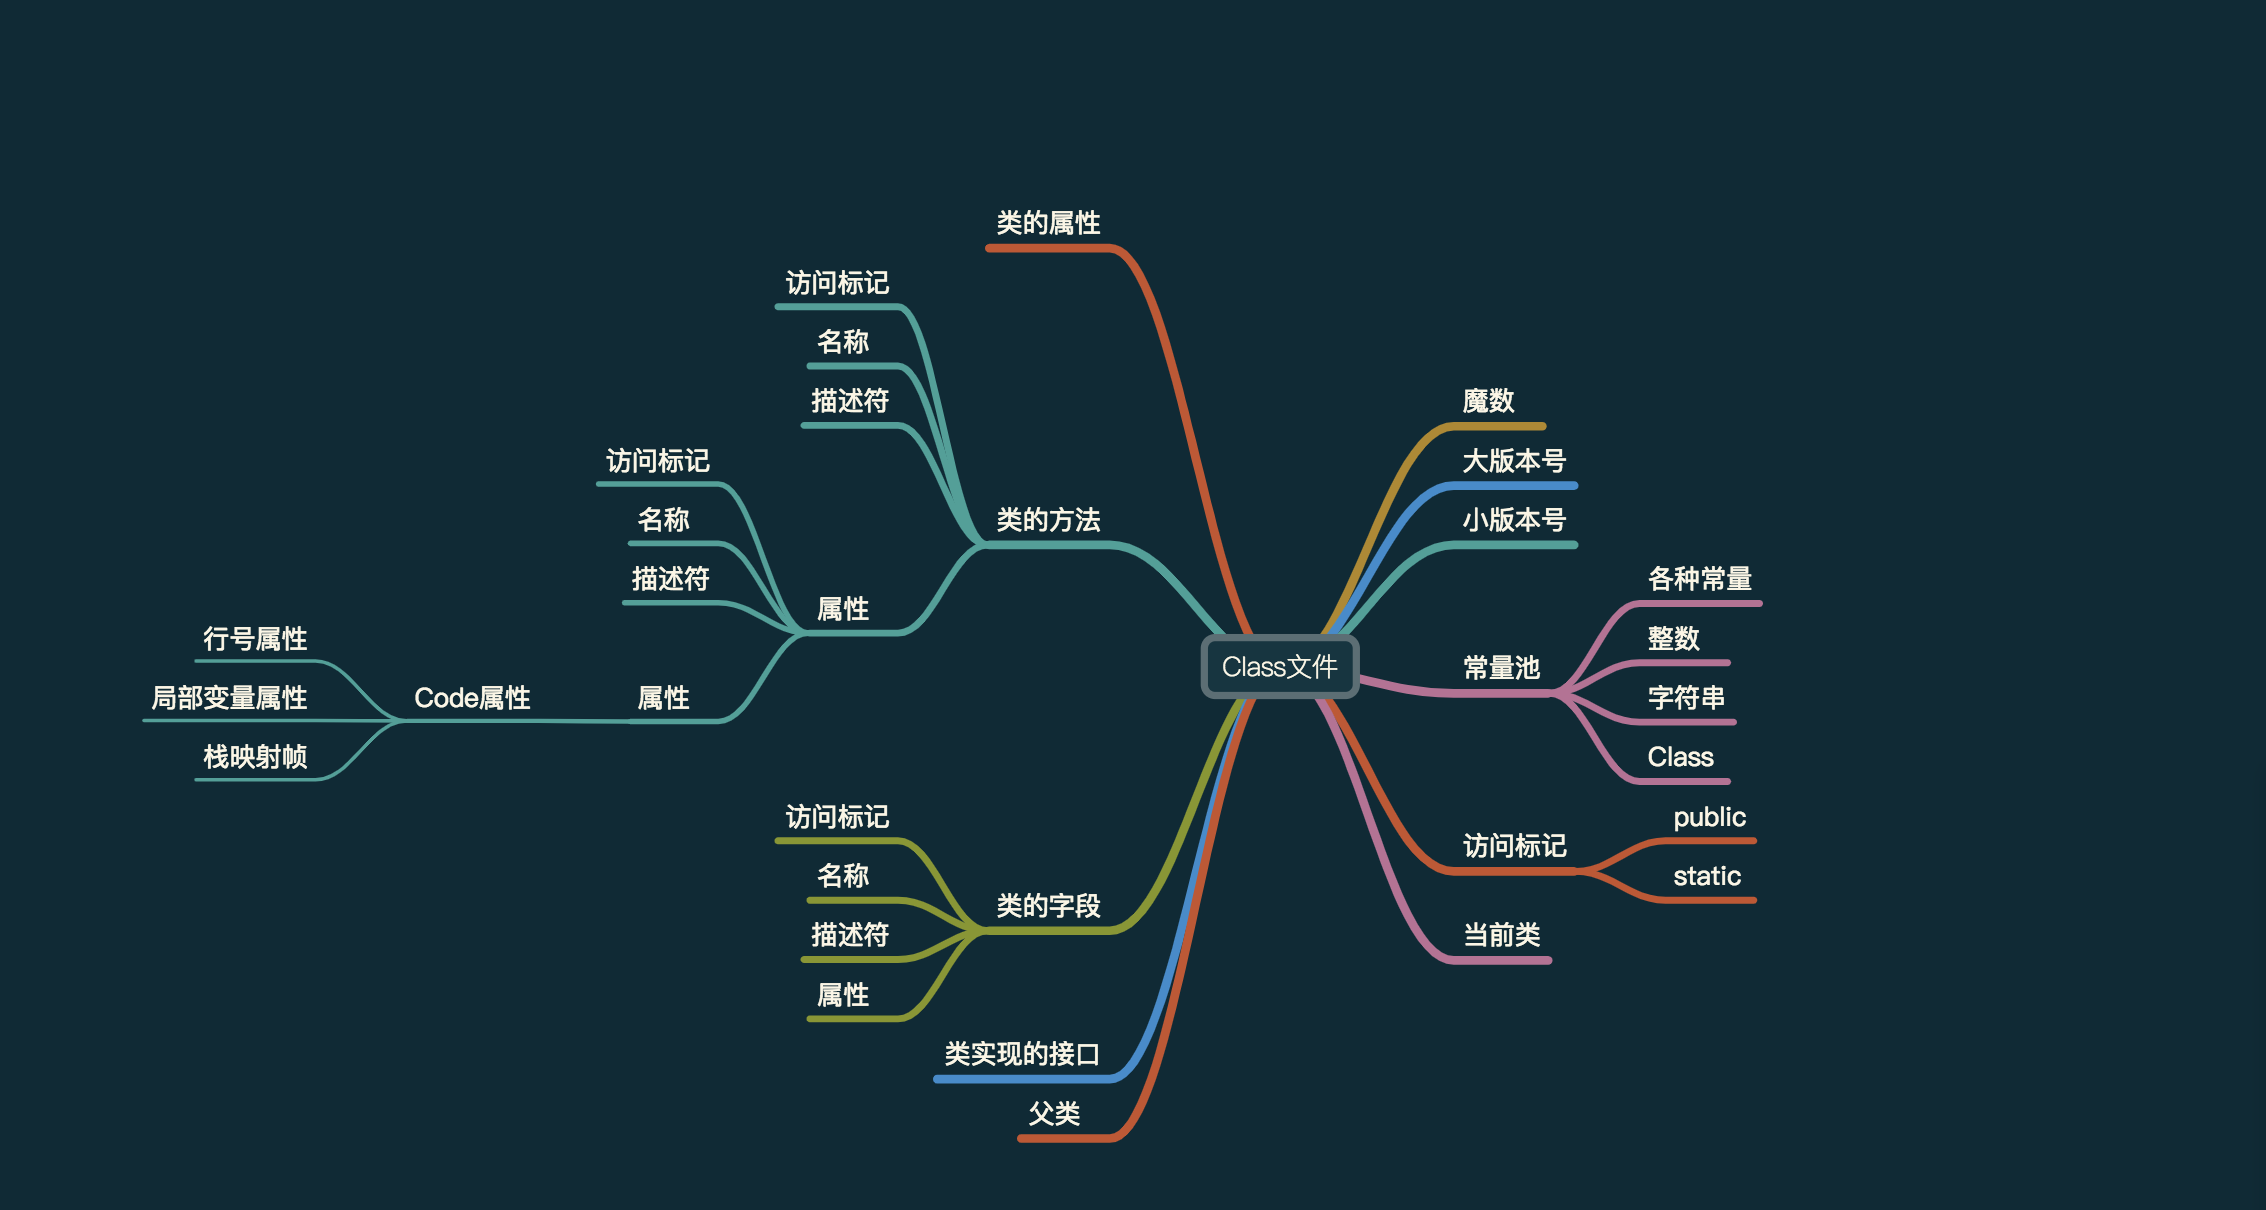 类的属性
访问标记
名称
描述符
类的方法
访问标记
名称
描述符
属性
属性
Code属性
行号属性
局部变量属性
栈映射帧
访问标记
名称
描述符
属性
类的字段
类实现的接口
父类
Class文件
魔数
大版本号
小版本号
常量池
各种常量
整数
字符串
Class
访问标记
public
static
当前类